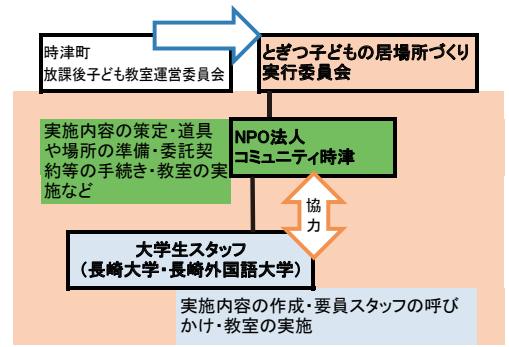 時津町
放課後子ども教室運営委員会
とぎつ子どもの居場所づくり
実行委員会
実施内容の策定・道具
や場所の準備・委託契
約等の手続き・教室の実
施など
NPO法人
コミュニティ時津
協
力
大学生スタッフ
（長崎大学・長崎外国語大学）
実施内容の作成・要員スタッフの呼び
かけ・教室の実施